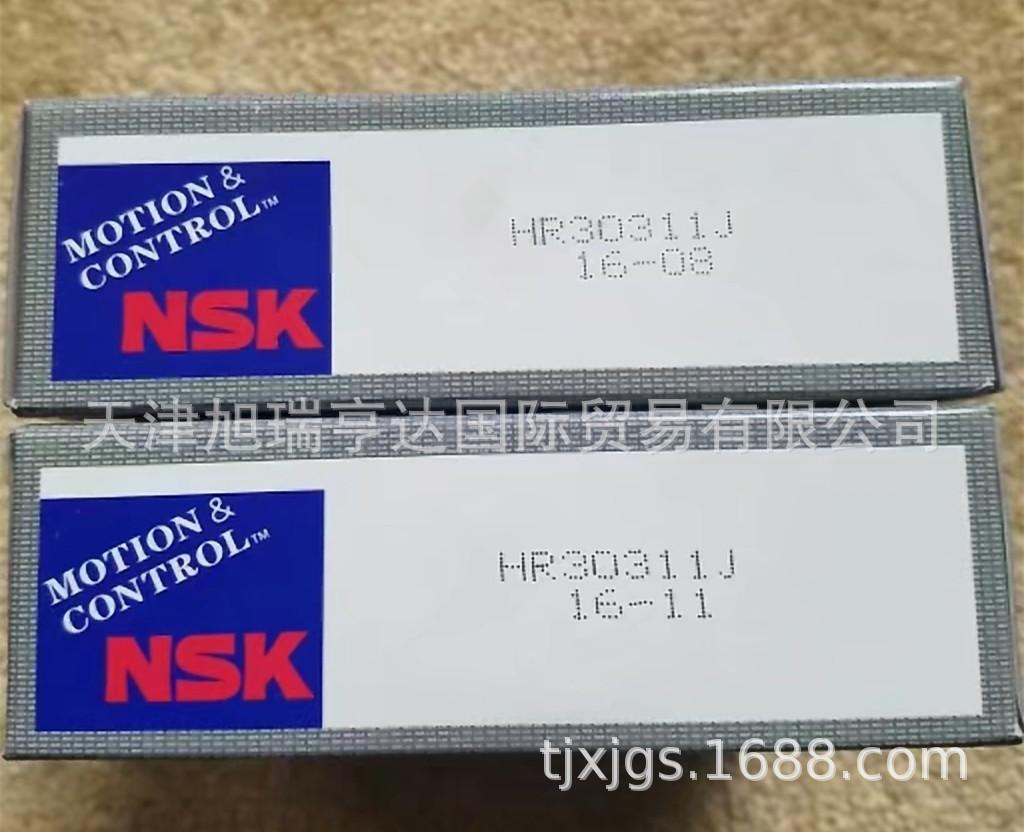 MOTION &
CONTROL™
NSK
HR30311J
16-08
天津旭瑞亨达国际贸易有限公司
MOTION &
CONTROL™
NSK
HR30311J
16-11
tjxjgs.1688.com